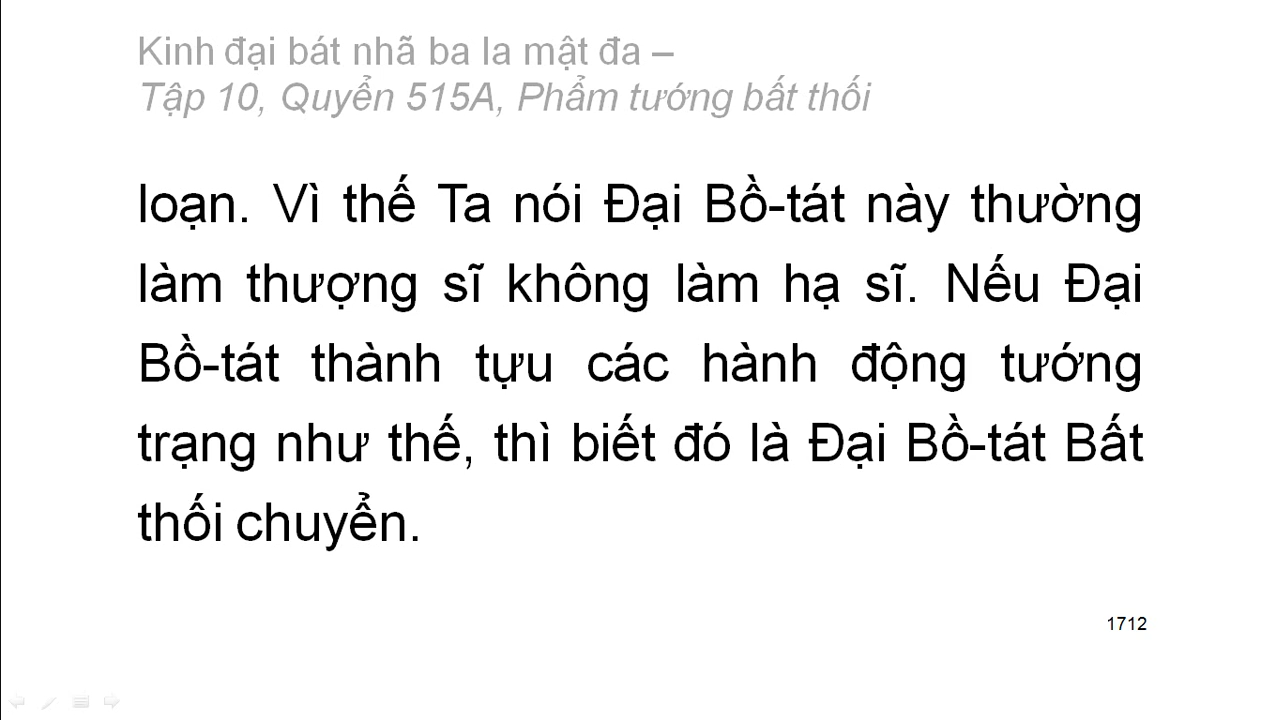 Kinh đại bát nhã ba la mật đa –
Tập 10, Quyển 515A, Phẩm tướng bất thối
loạn. Vì thế Ta nói Đại Bồ-tát này thường
làm thượng sĩ không làm hạ sĩ. Nếu Đại
Bồ-tát thành tựu các hành động tướng
trạng như thế, thì biết đó là Đại Bồ-tát Bất
thối chuyển.
1712